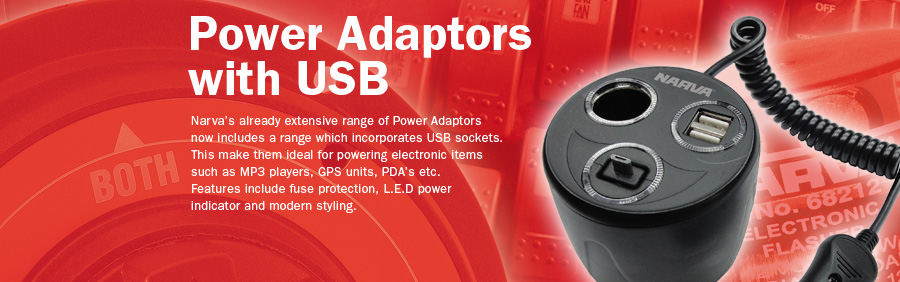 Power Adaptors
with USB
Narva's already extensive range of Power Adaptors
now includes a range which incorporates USB sockets.
This make them ideal for powering electronic items
such as MP3 players, GPS units, PDA's etc.
Features include fuse protection, L.E.D power
indicator and modern styling.
BOTH
FAN
OFF
NARVA
No. 68212
ELECTRONIC